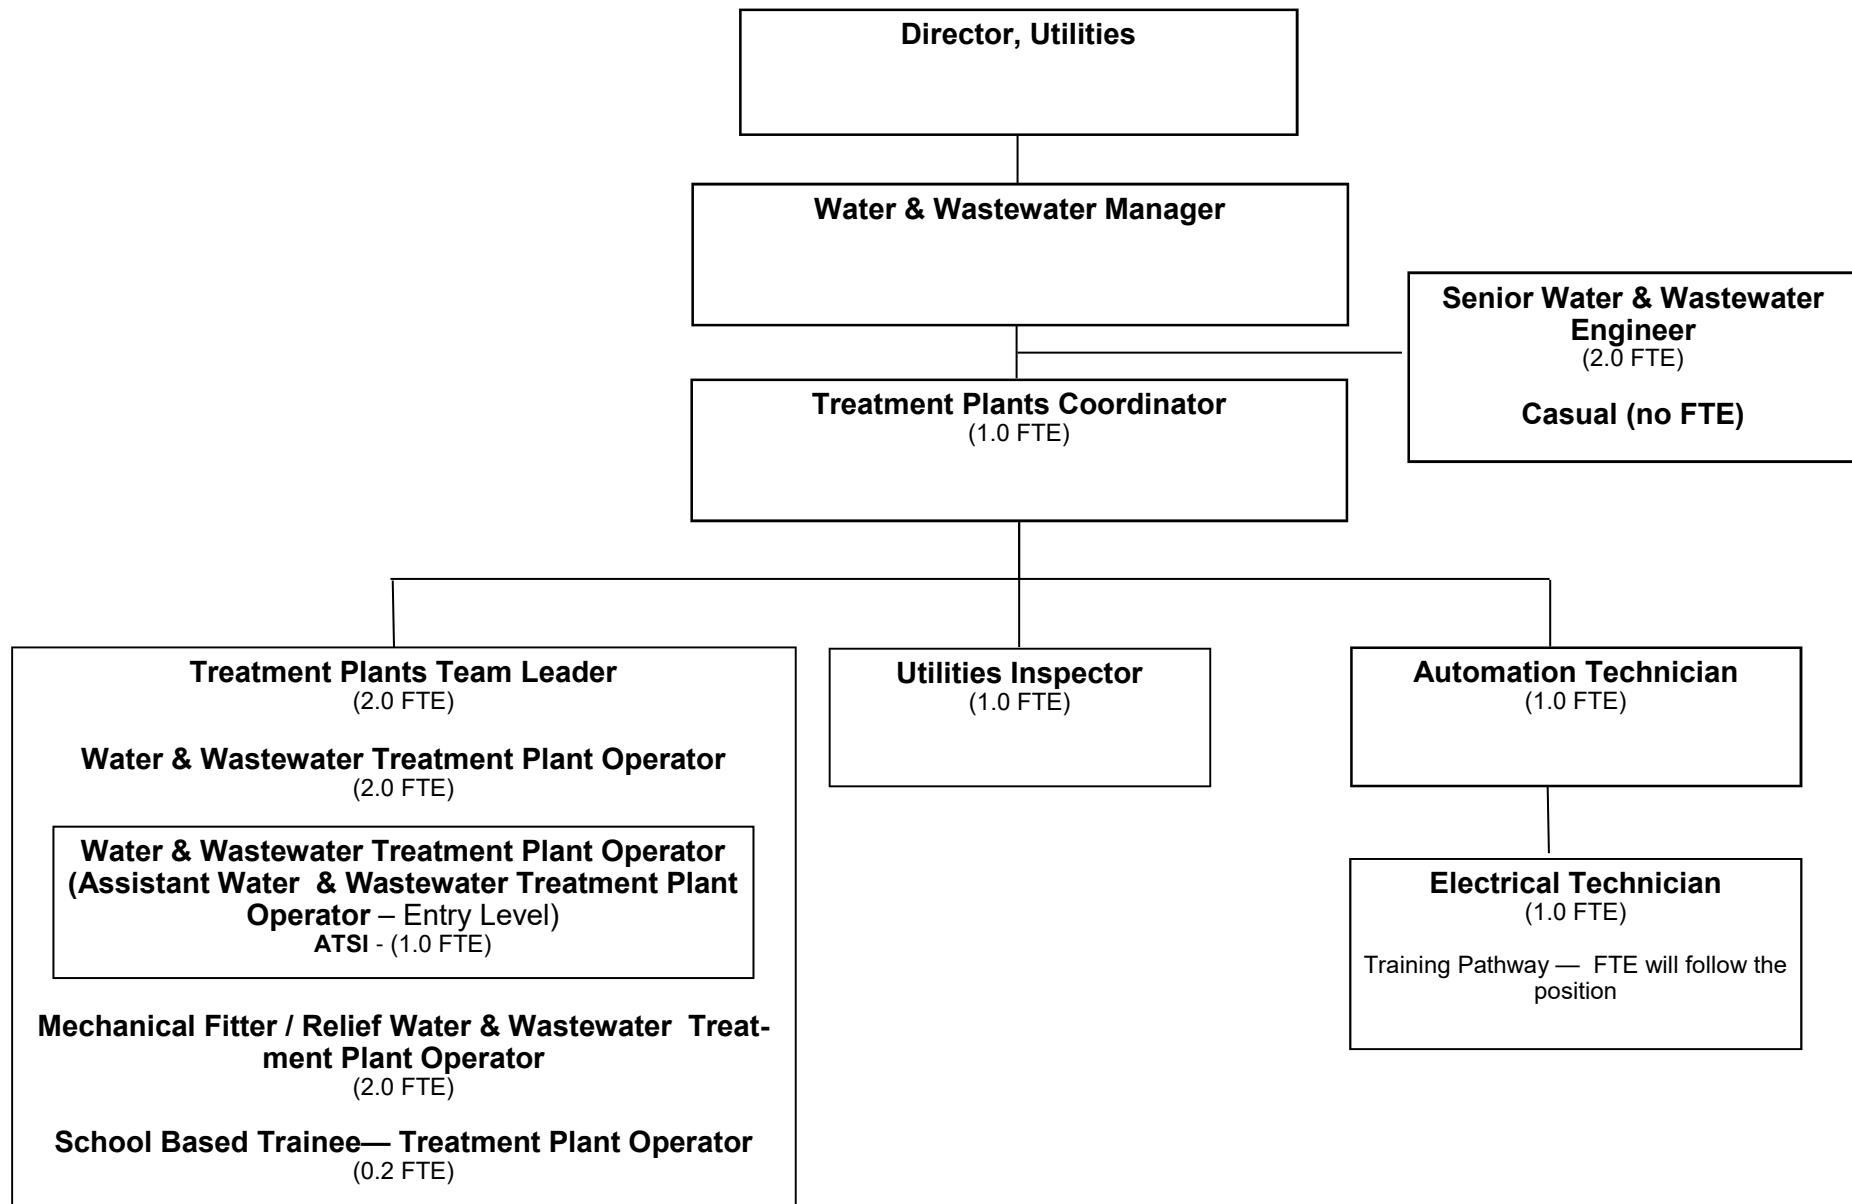 Director, Utilities
Water & Wastewater Manager
Senior Water & Wastewater
Engineer
(2.0 FTE)
Casual (no FTE)
Treatment Plants Coordinator
(1.0 FTE)
Treatment Plants Team Leader
(2.0 FTE)
Water & Wastewater Treatment Plant Operator
(2.0 FTE)
Water & Wastewater Treatment Plant Operator
(Assistant Water  & Wastewater Treatment Plant
Operator – Entry Level)
ATSI - (1.0 FTE)
Mechanical Fitter / Relief Water & Wastewater  Treat-
ment Plant Operator
(2.0 FTE)
School Based Trainee— Treatment Plant Operator
(0.2 FTE)
Utilities Inspector
(1.0 FTE)
Automation Technician
(1.0 FTE)
Electrical Technician
(1.0 FTE)
Training Pathway —  FTE will follow the
position